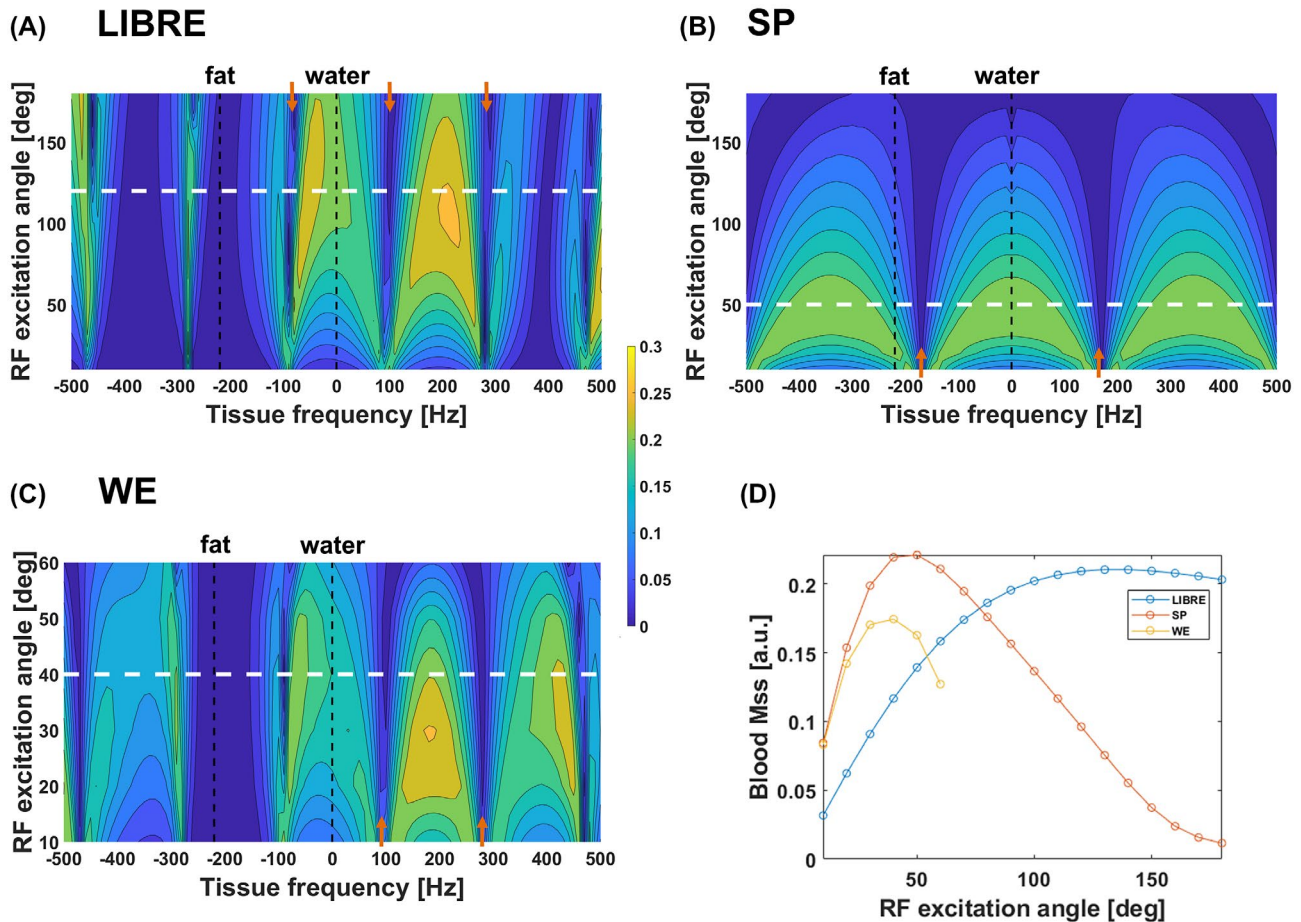 (A) LIBRE
fat water
RF excitation angle [deg]
150
100
50
-500 -400 -300 -200 -100 0 100 200 300 400 500
Tissue frequency [Hz]
(B) SP
fat water
RF excitation angle [deg]
150
100
50
-500 -400 -300 -200 -100 0 100 200 300 400 500
Tissue frequency [Hz]
0.3
0.25
0.2
0.15
0.1
0.05
0
(C) WE
fat water
RF excitation angle [deg]
60
50
40
30
20
10
-500 -400 -300 -200 -100 0 100 200 300 400 500
Tissue frequency [Hz]
(D)
Blood Mss [a.u.]
0.2
0.15
0.1
0.05
0
LIBRE
SP
WE
50 100 150
RF excitation angle [deg]